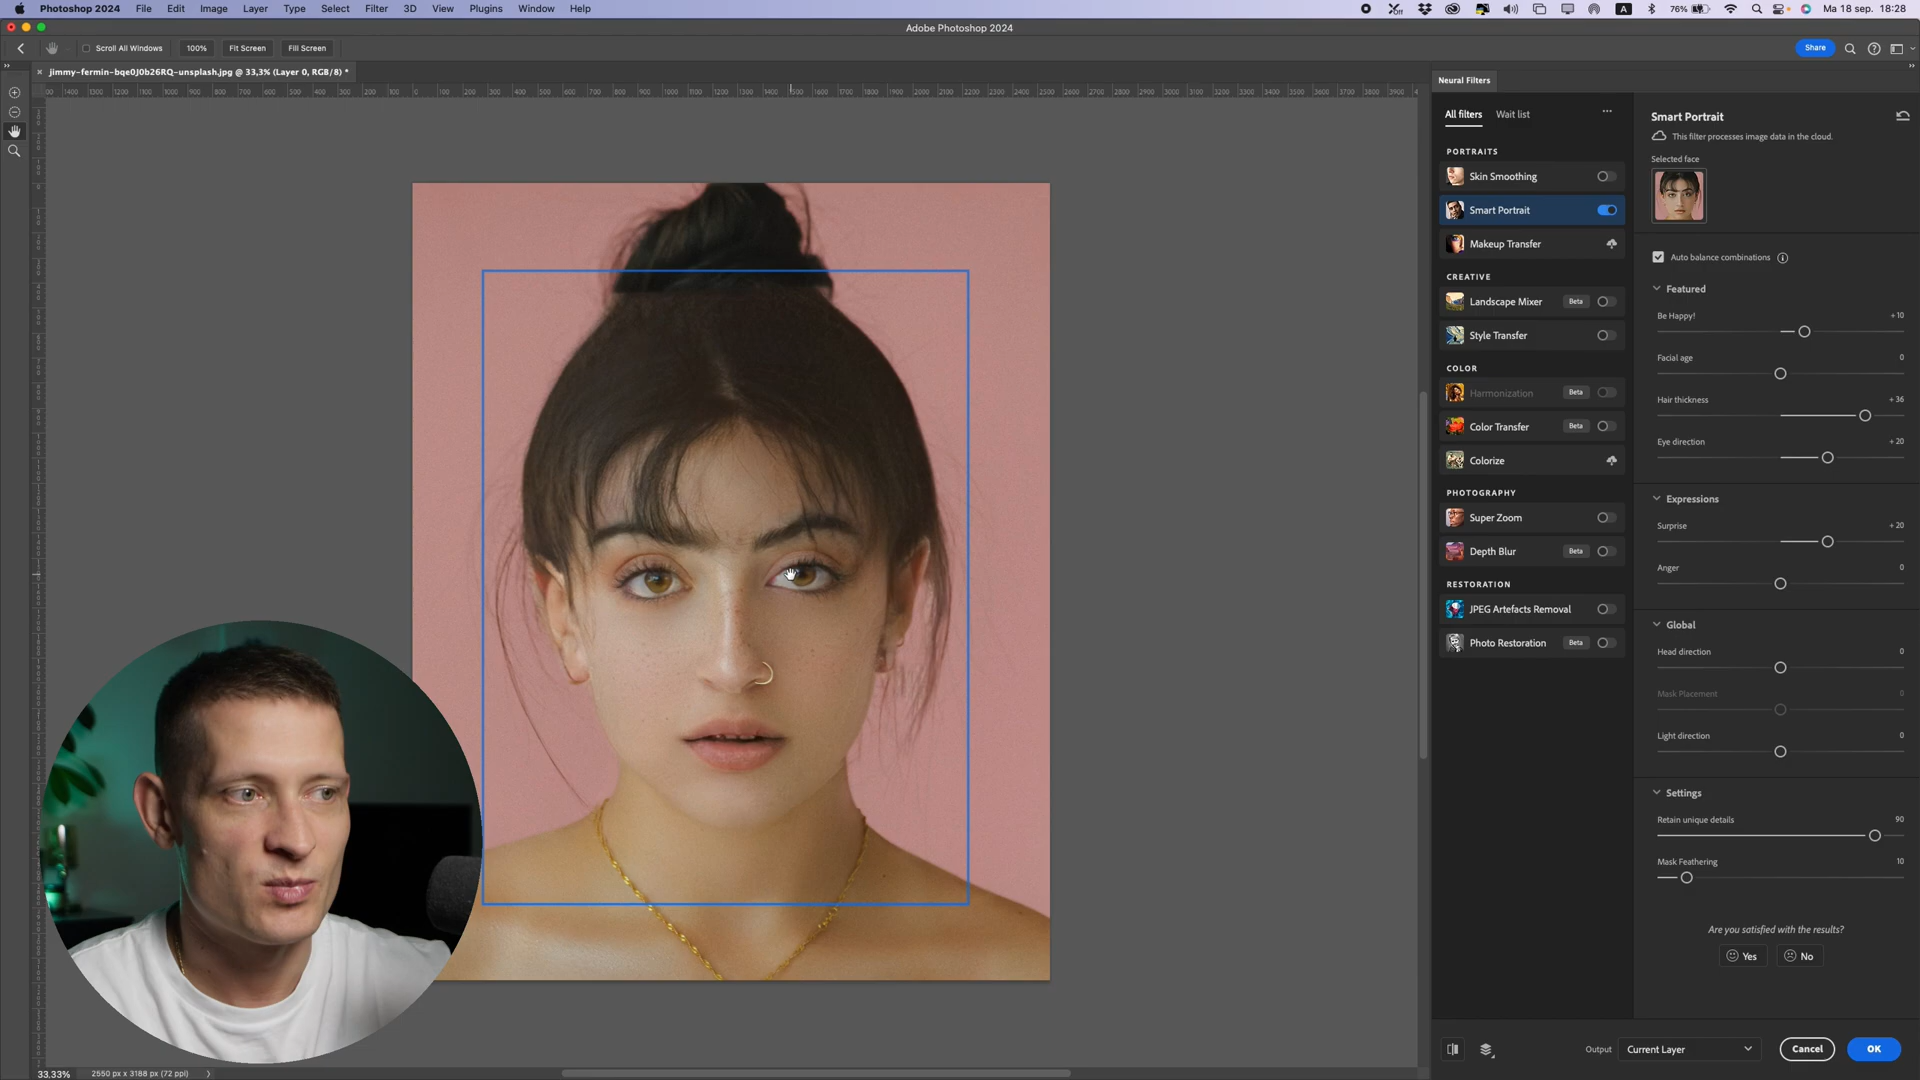 Photoshop 2024 File Edit Image Layer Type Select Filter 3D View Plugins Window Help
A 76% Ma 18 sep. 18:28
Adobe Photoshop 2024
Scroll All Windows 100% Fit Screen Fill Screen Share
jimmy-fermin-bqe0J0b26RQ-unsplash.jpg @ 33,3% (Layer 0, RGB/8) *
Neural Filters
All filters Wait list
PORTRAITS
Skin Smoothing
Smart Portrait
Makeup Transfer
CREATIVE
Landscape Mixer Beta
Style Transfer
COLOR
Harmonization Beta
Color Transfer Beta
Colorize
PHOTOGRAPHY
Super Zoom
Depth Blur Beta
RESTORATION
JPEG Artefacts Removal
Photo Restoration Beta
Smart Portrait
This filter processes image data in the cloud.
Selected face
Auto balance combinations
Featured
Be Happy! +10
Facial age 0
Hair thickness +36
Eye direction +20
Expressions
Surprise +20
Anger 0
Global
Head direction 0
Mask Placement 0
Light direction 0
Settings
Retain unique details 90
Mask Feathering 10
Are you satisfied with the results?
Yes No
Output Current Layer Cancel OK
33,33% 2550 px x 3188 px (72 ppi)